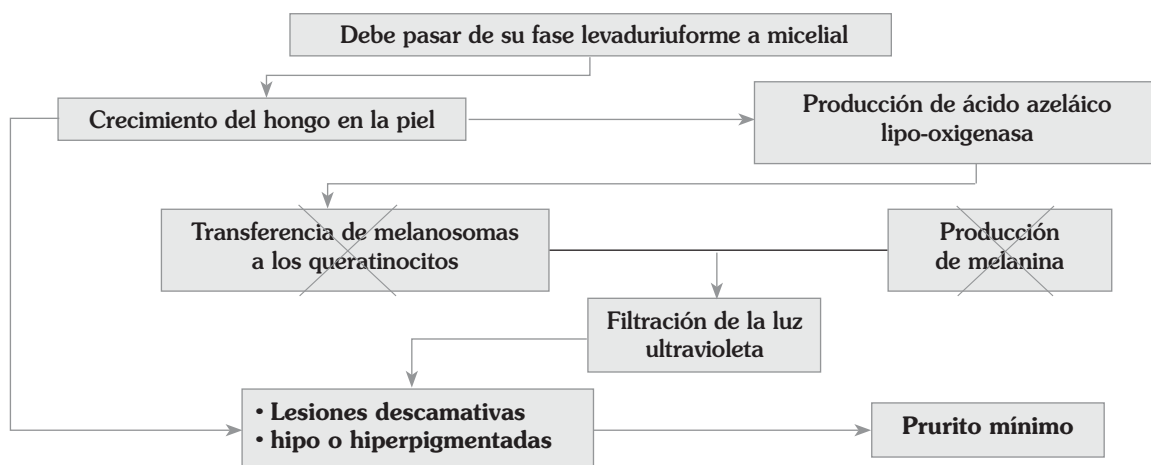 Debe pasar de su fase levaduriuforme a micelial
Crecimiento del hongo en la piel
Producción de ácido azeláico
lipo-oxigenasa
Transferencia de melanosomas
a los queratinocitos
Producción
de melanina
Filtración de la luz
ultravioleta
• Lesiones descamativas
• hipo o hiperpigmentadas
Prurito mínimo